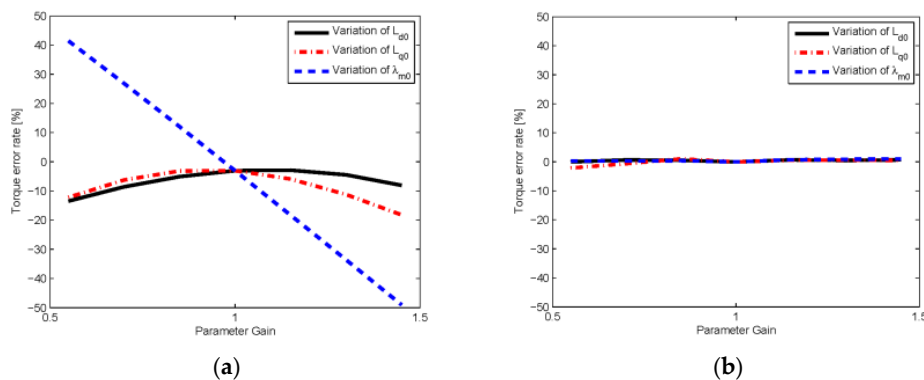 50
40
30
20
10
0
-10
-20
-30
-40
-50
Torque error rate [%]
Variation of L_d0
Variation of L_q0
Variation of λ_m0
0.5
1
1.5
Parameter Gain
(a)
50
40
30
20
10
0
-10
-20
-30
-40
-50
Torque error rate [%]
Variation of L_d0
Variation of L_q0
Variation of λ_m0
0.5
1
1.5
Parameter Gain
(b)